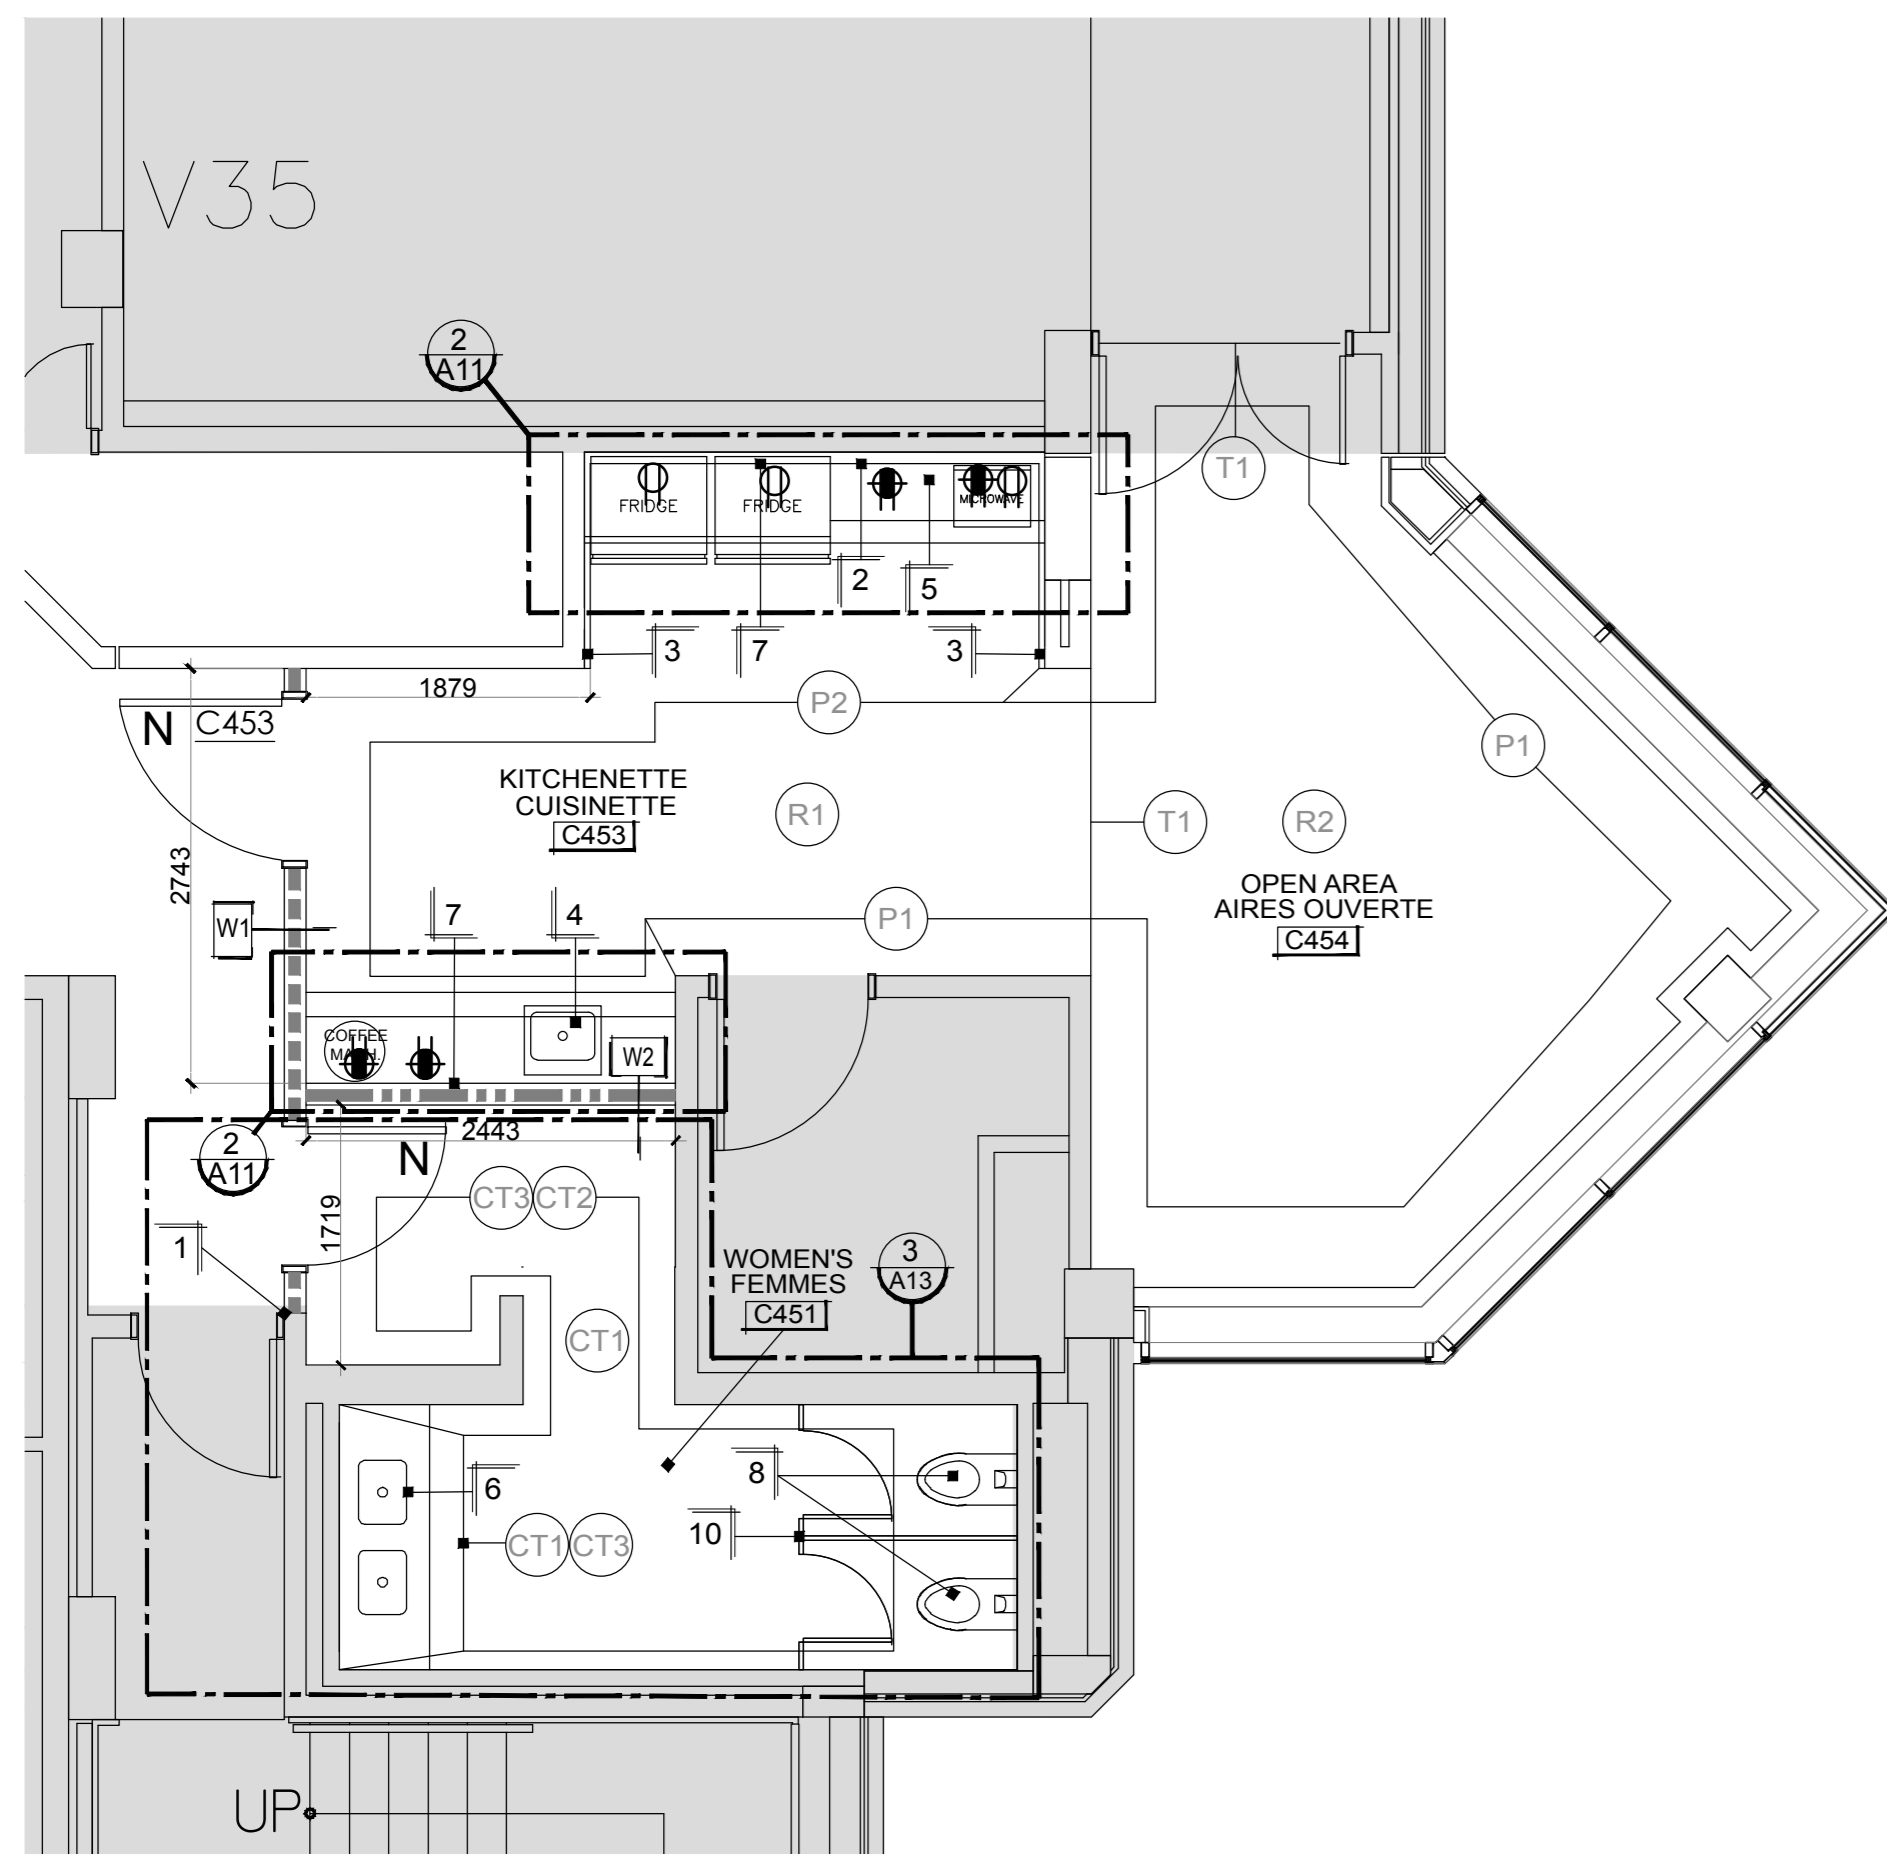 V35
2
A11
T1
FRIDGE
FRIDGE
MICROWAVE
2
5
3
7
3
1879
P2
N
C453
P1
KITCHENETTE
CUISINETTE
C453
R1
T1
R2
2743
OPEN AREA
AIRES OUVERTE
C454
7
4
P1
W1
COFFEE
W2
2443
2
A11
N
CT3
CT2
1719
1
WOMEN'S
FEMMES
C451
3
A13
CT1
8
6
10
CT1
CT3
UP